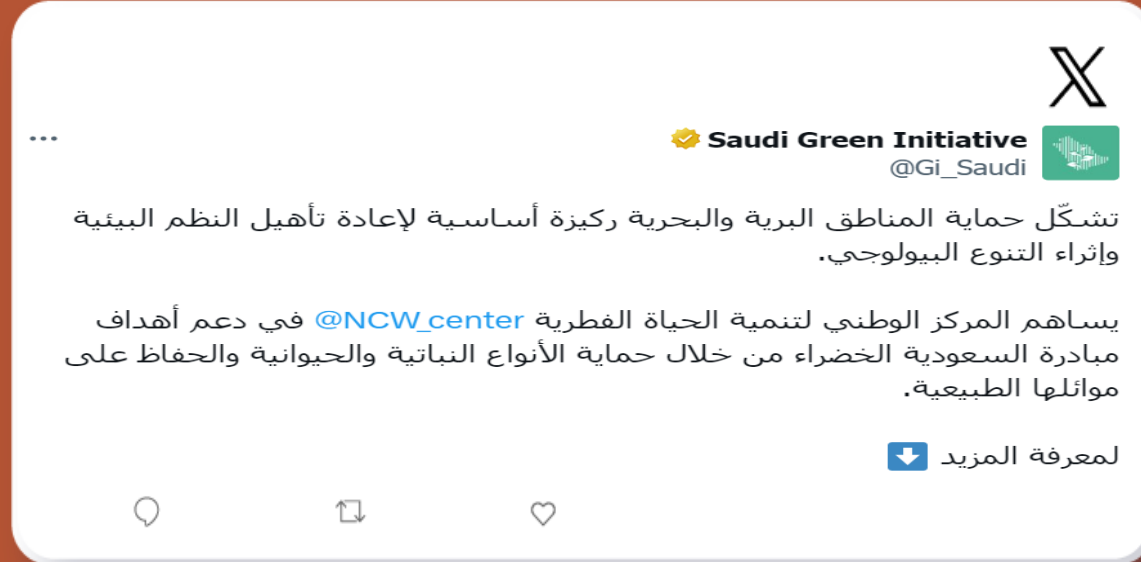 X
Saudi Green Initiative
@Gi_Saudi
تشكّل حماية المناطق البرية والبحرية ركيزة أساسية لإعادة تأهيل النظم البيئية
وإثراء التنوع البيولوجي.
يساهم المركز الوطني لتنمية الحياة الفطرية @NCW_center في دعم أهداف
مبادرة السعودية الخضراء من خلال حماية الأنواع النباتية والحيوانية والحفاظ على
موائلها الطبيعية.
لمعرفة المزيد ⬇